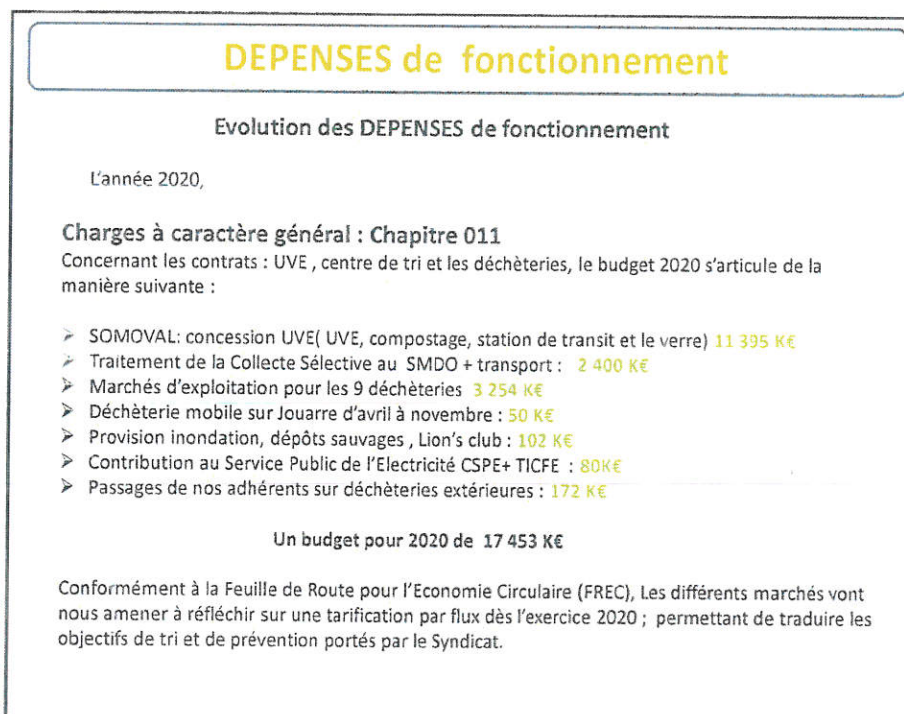 DEPENSES de fonctionnement
Evolution des DEPENSES de fonctionnement
L'année 2020,
Charges à caractère général : Chapitre 011
Concernant les contrats : UVE , centre de tri et les déchèteries, le budget 2020 s'articule de la
manière suivante :
➢ SOMOVAL: concession UVE( UVE, compostage, station de transit et le verre) 11 395 K€
➢ Traitement de la Collecte Sélective au SMDO + transport : 2 400 K€
➢ Marchés d'exploitation pour les 9 déchèteries 3 254 K€
➢ Déchèterie mobile sur Jouarre d'avril à novembre : 50 K€
➢ Provision inondation, dépôts sauvages , Lion's club : 102 K€
➢ Contribution au Service Public de l'Electricité CSPE+ TICFE : 80K€
➢ Passages de nos adhérents sur déchèteries extérieures : 172 K€
Un budget pour 2020 de 17 453 K€
Conformément à la Feuille de Route pour l'Economie Circulaire (FREC), Les différents marchés vont
nous amener à réfléchir sur une tarification par flux dès l'exercice 2020 ; permettant de traduire les
objectifs de tri et de prévention portés par le Syndicat.